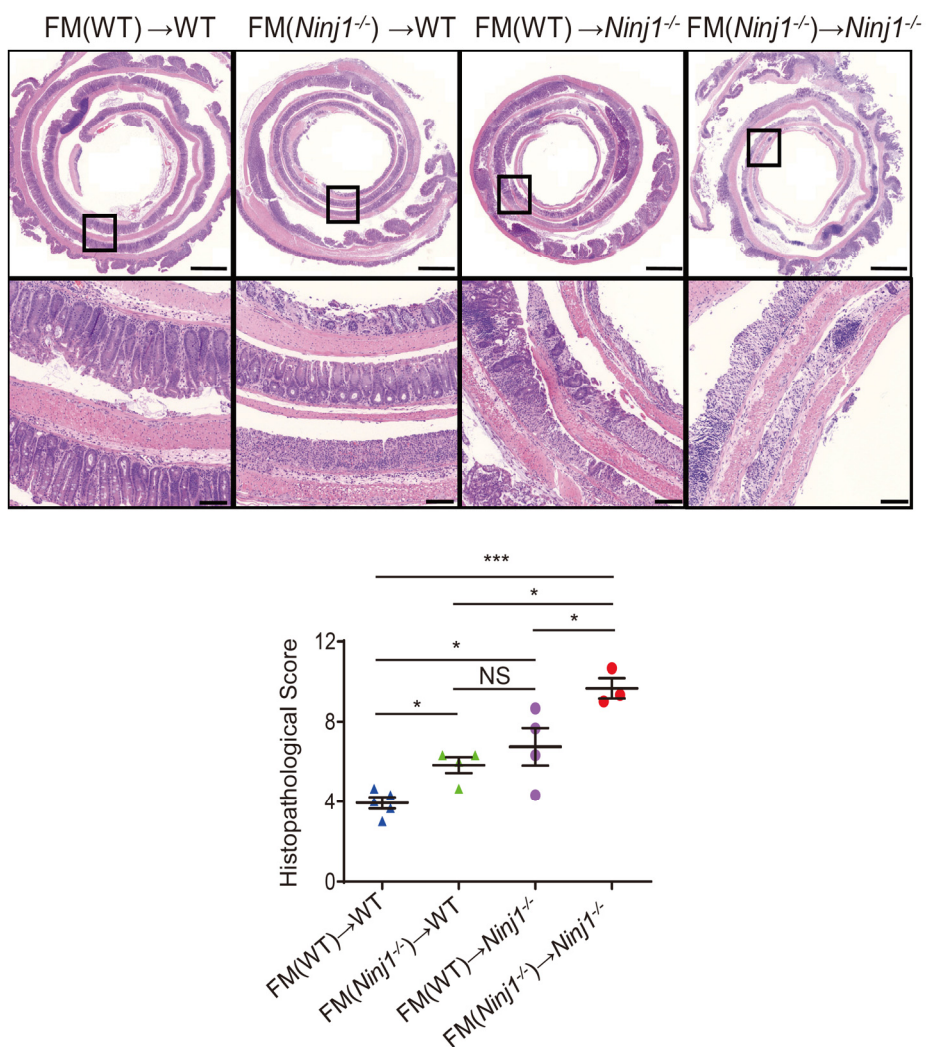 FM(WT) →WT FM(Ninj1-/-) →WT FM(WT) →Ninj1-/- FM(Ninj1-/-)→Ninj1-/-
***
*
*
*
NS
*
Histopathological Score
12
8
4
0
FM(WT)→WT
FM(Ninj1-/-)→WT
FM(WT)→Ninj1-/-
FM(Ninj1-/-)→Ninj1-/-